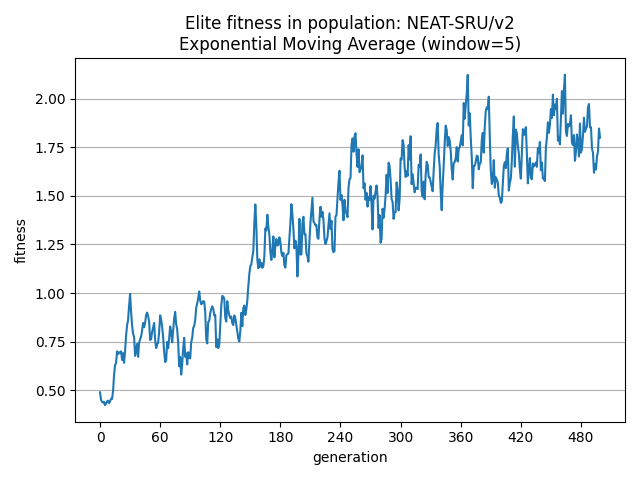 Elite fitness in population: NEAT-SRU/v2
Exponential Moving Average (window=5)
fitness
2.00
1.75
1.50
1.25
1.00
0.75
0.50
0 60 120 180 240 300 360 420 480
generation